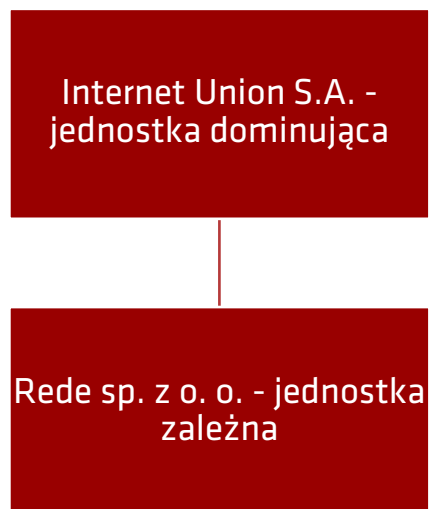 Internet Union S.A. -
jednostka dominująca
Rede sp. z o. o. - jednostka
zależna